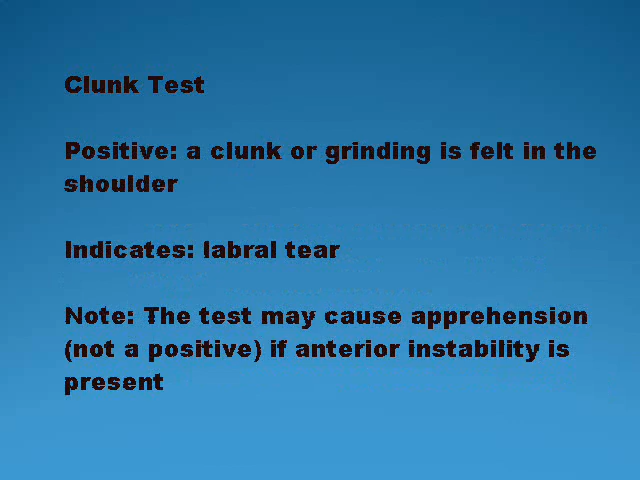 Clunk Test
Positive: a clunk or grinding is felt in the
shoulder
Indicates: labral tear
Note: The test may cause apprehension
(not a positive) if anterior instability is
present